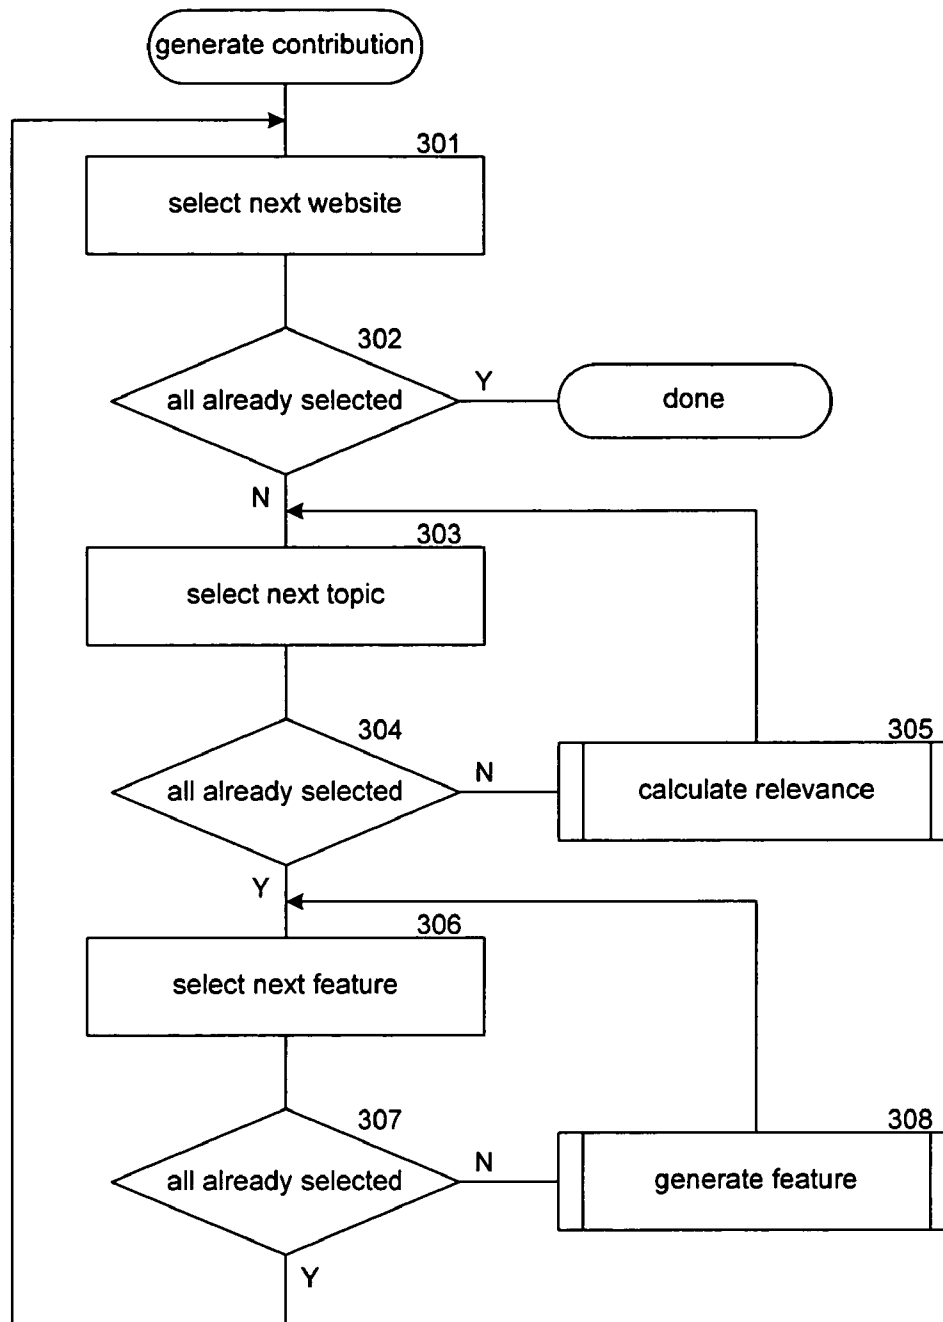 generate contribution
301
select next website
302
all already selected
Y
done
N
303
select next topic
304
all already selected
N
305
calculate relevance
Y
306
select next feature
307
all already selected
N
308
generate feature
Y